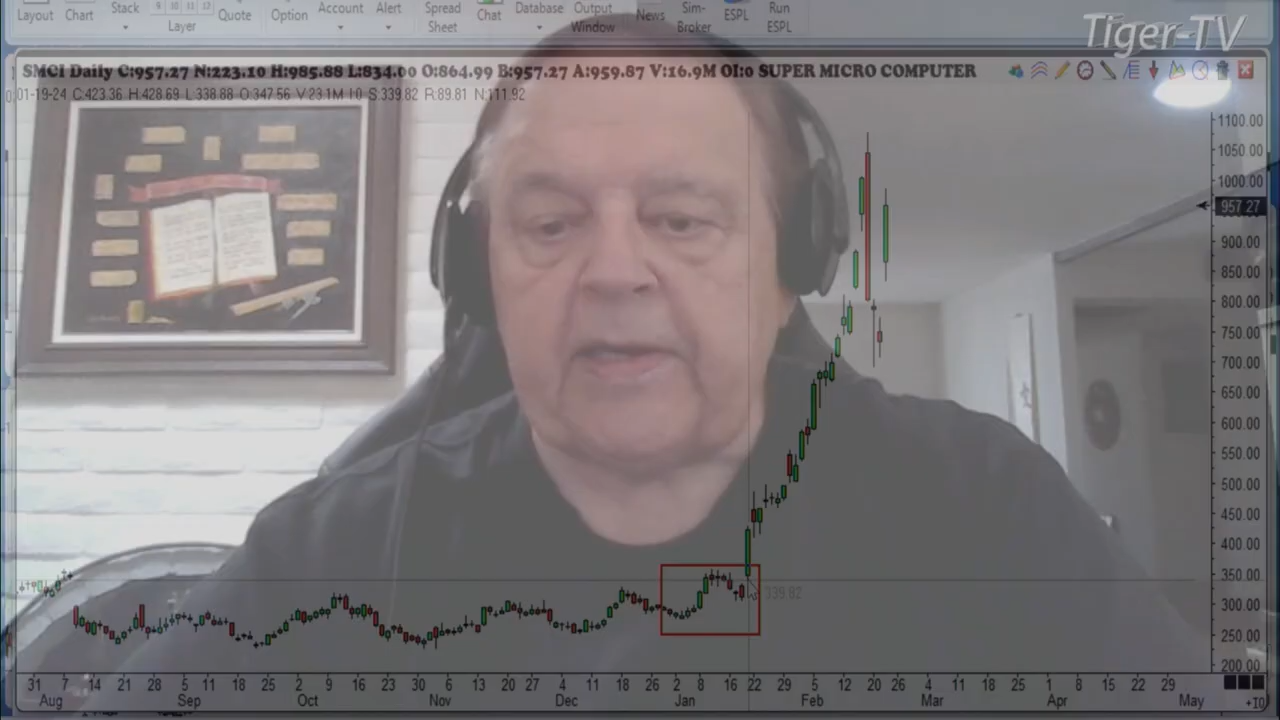 Layout Chart Stack Quote Option Account Alert Spread Sheet Chat Database Output Window News Sim-Broker ESPL Run ESPL
9 10 11 12
Layer
Tiger-TV
SMCI Daily C:957.27 N:223.10 H:985.88 L:834.00 O:864.99 B:957.27 A:959.87 V:16.9M OI:0 SUPER MICRO COMPUTER
01-19-24 C:423.36 H:428.69 L:338.88 O:347.56 V:23.1M I:0 S:339.82 R:89.81 N:111.92
1100.00
1050.00
1000.00
957.27
900.00
850.00
800.00
750.00
700.00
650.00
600.00
550.00
500.00
450.00
400.00
350.00
339.82
300.00
250.00
200.00
31 7 14 21 28 5 11 18 25 2 9 16 23 30 6 13 20 27 4 11 18 26 2 8 16 22 29 5 12 20 26 4 11 18 25 1 8 15 22 29
Aug Sep Oct Nov Dec Jan Feb Mar Apr May +10